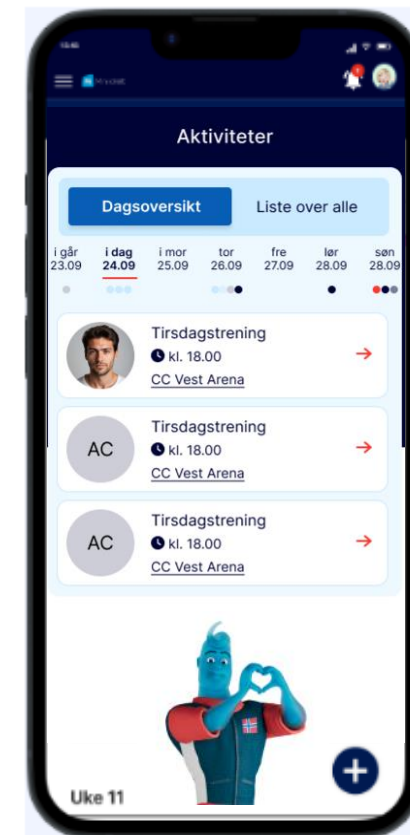 Aktiviteter
Dagsoversikt Liste over alle
i går i dag i mor tor fre lør søn
23.09 24.09 25.09 26.09 27.09 28.09 28.09
Tirsdagstrening
kl. 18.00
CC Vest Arena
AC
Tirsdagstrening
kl. 18.00
CC Vest Arena
AC
Tirsdagstrening
kl. 18.00
CC Vest Arena
Uke 11